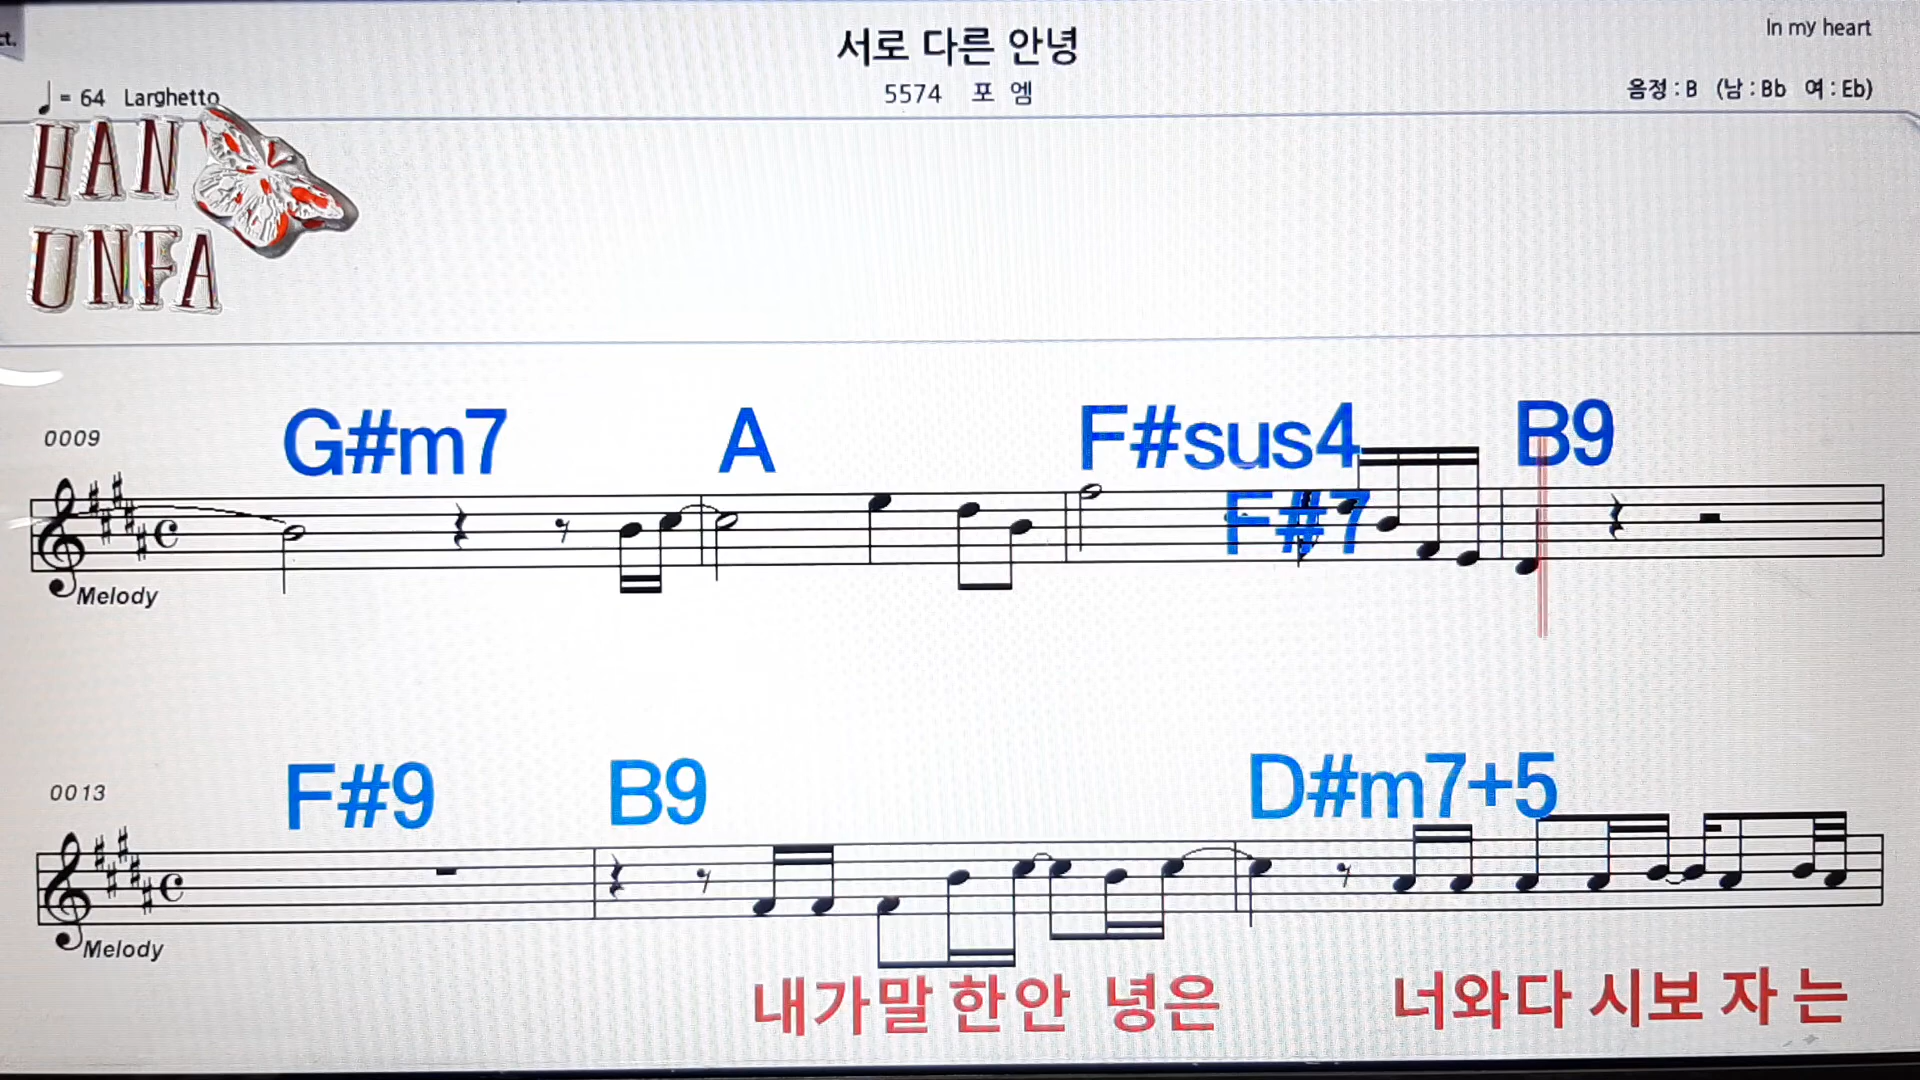 ct.
서로 다른 안녕
In my heart
= 64 Larghetto
5574 포 엠
음정 : B (남 : Bb 여 : Eb)
HAN
UNFA
0009
G#m7 A F#sus4 B9
F#7
Melody
0013
F#9 B9 D#m7+5
Melody
내가말 한안 녕은 너와다 시보 자 는